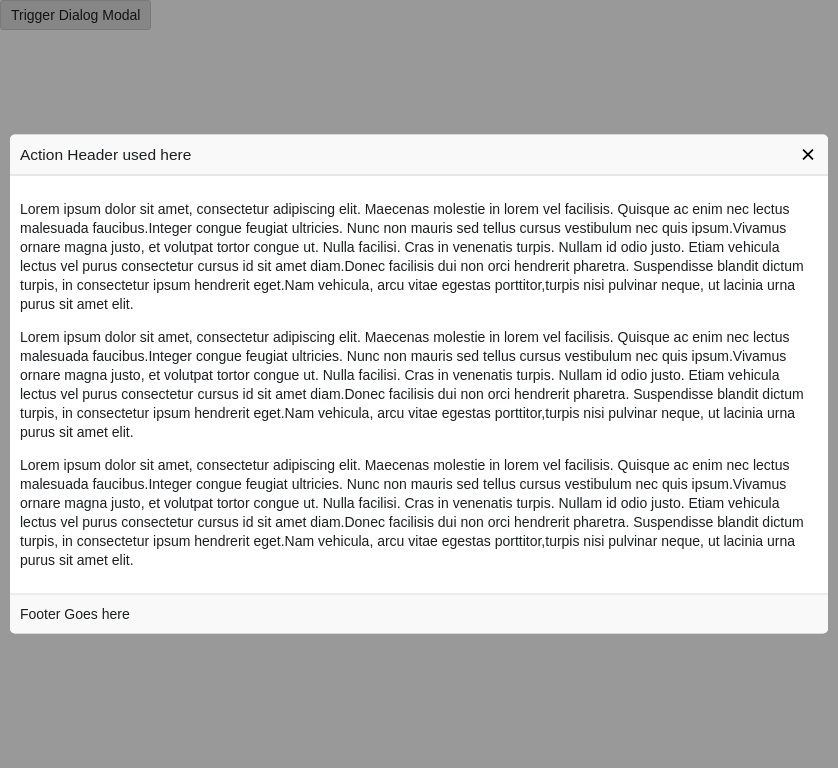 Trigger Dialog Modal
Action Header used here
Lorem ipsum dolor sit amet, consectetur adipiscing elit. Maecenas molestie in lorem vel facilisis. Quisque ac enim nec lectus
malesuada faucibus.Integer congue feugiat ultricies. Nunc non mauris sed tellus cursus vestibulum nec quis ipsum.Vivamus
ornare magna justo, et volutpat tortor congue ut. Nulla facilisi. Cras in venenatis turpis. Nullam id odio justo. Etiam vehicula
lectus vel purus consectetur cursus id sit amet diam.Donec facilisis dui non orci hendrerit pharetra. Suspendisse blandit dictum
turpis, in consectetur ipsum hendrerit eget.Nam vehicula, arcu vitae egestas porttitor,turpis nisi pulvinar neque, ut lacinia urna
purus sit amet elit.
Lorem ipsum dolor sit amet, consectetur adipiscing elit. Maecenas molestie in lorem vel facilisis. Quisque ac enim nec lectus
malesuada faucibus.Integer congue feugiat ultricies. Nunc non mauris sed tellus cursus vestibulum nec quis ipsum.Vivamus
ornare magna justo, et volutpat tortor congue ut. Nulla facilisi. Cras in venenatis turpis. Nullam id odio justo. Etiam vehicula
lectus vel purus consectetur cursus id sit amet diam.Donec facilisis dui non orci hendrerit pharetra. Suspendisse blandit dictum
turpis, in consectetur ipsum hendrerit eget.Nam vehicula, arcu vitae egestas porttitor,turpis nisi pulvinar neque, ut lacinia urna
purus sit amet elit.
Lorem ipsum dolor sit amet, consectetur adipiscing elit. Maecenas molestie in lorem vel facilisis. Quisque ac enim nec lectus
malesuada faucibus.Integer congue feugiat ultricies. Nunc non mauris sed tellus cursus vestibulum nec quis ipsum.Vivamus
ornare magna justo, et volutpat tortor congue ut. Nulla facilisi. Cras in venenatis turpis. Nullam id odio justo. Etiam vehicula
lectus vel purus consectetur cursus id sit amet diam.Donec facilisis dui non orci hendrerit pharetra. Suspendisse blandit dictum
turpis, in consectetur ipsum hendrerit eget.Nam vehicula, arcu vitae egestas porttitor,turpis nisi pulvinar neque, ut lacinia urna
purus sit amet elit.
Footer Goes here